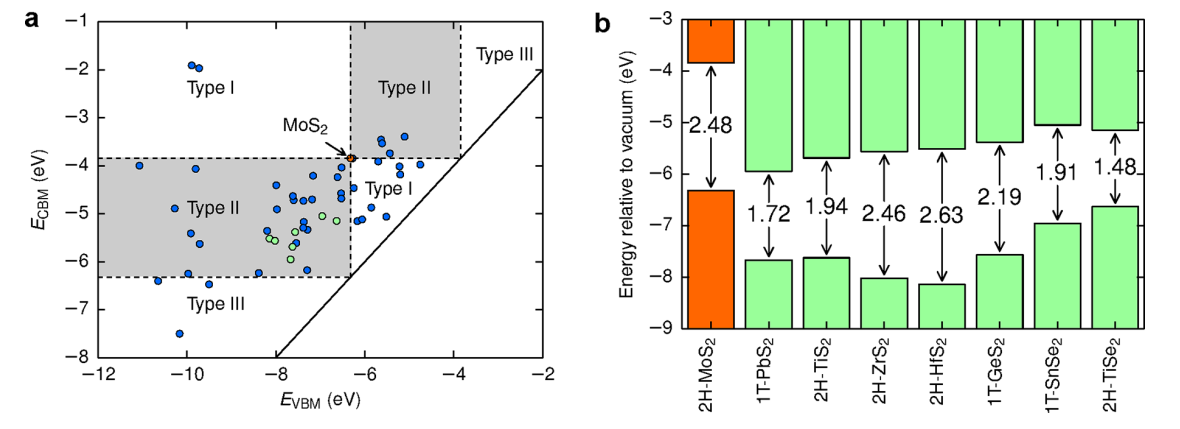 a
−1
−2
−3
−4
−5
−6
−7
−8
E_CBM (eV)
Type III
Type I
Type II
MoS₂
Type I
Type II
Type III
−12
−10
−8
−6
−4
−2
E_VBM (eV)
b
−3
−4
−5
−6
−7
−8
−9
Energy relative to vacuum (eV)
2.48
1.72
1.94
2.46
2.63
2.19
1.91
1.48
2H-MoS₂
1T-PbS₂
2H-TiS₂
2H-ZrfS₂
2H-HfS₂
1T-GeS₂
1T-SnSe₂
2H-TiSe₂